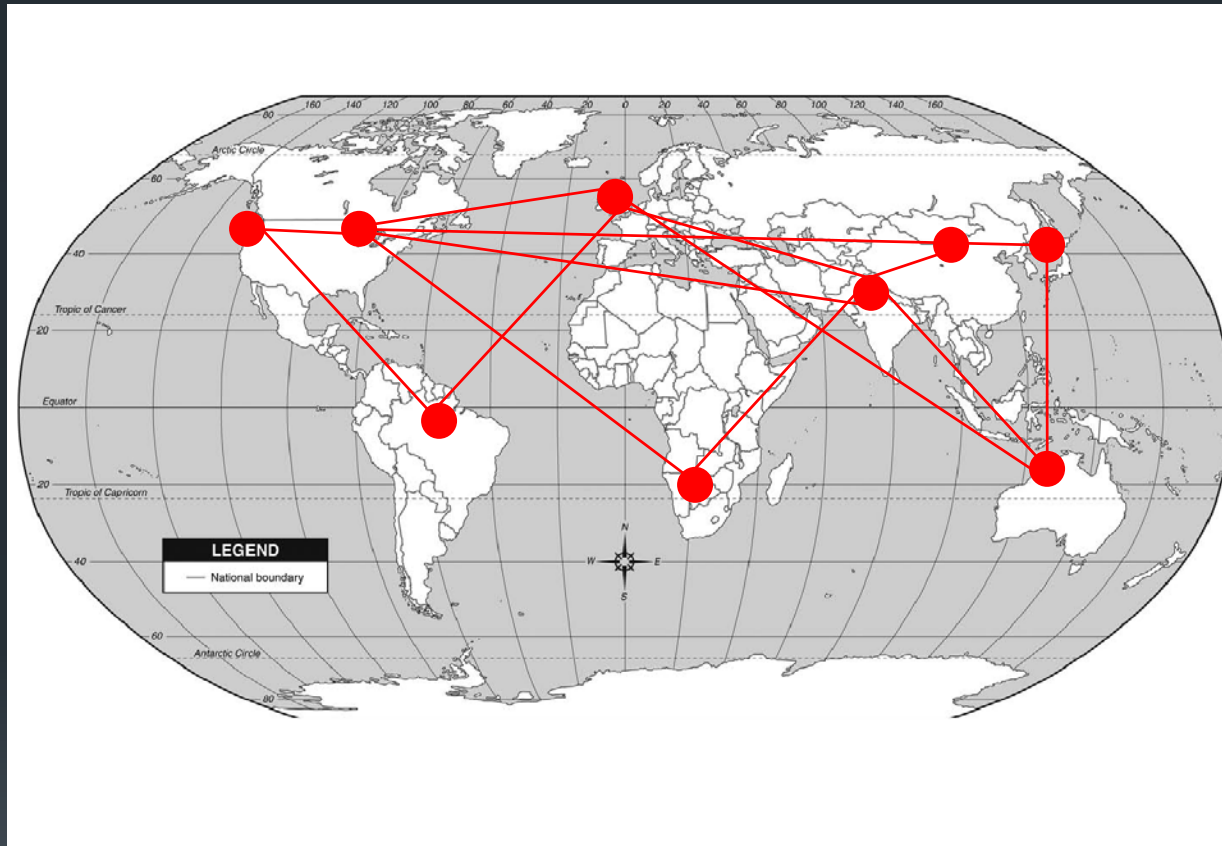 160 140 120 100 80 60 40 20 0 20 40 60 80 100 120 140 160
80
Arctic Circle
60
40
Tropic of Cancer
20
Equator
20
Tropic of Capricorn
N
W E
S
LEGEND
National boundary
40
60
Antarctic Circle
80